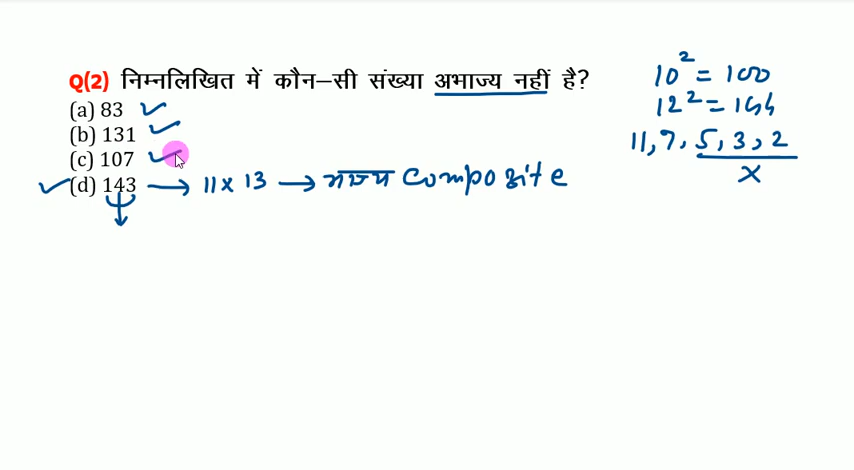 Q(2) निम्नलिखित में कौन–सी संख्या अभाज्य नहीं है?
(a) 83
(b) 131
(c) 107
(d) 143 → 11 x 13 → भाज्य composite
10² = 100
12² = 144
11, 7, 5, 3, 2
x